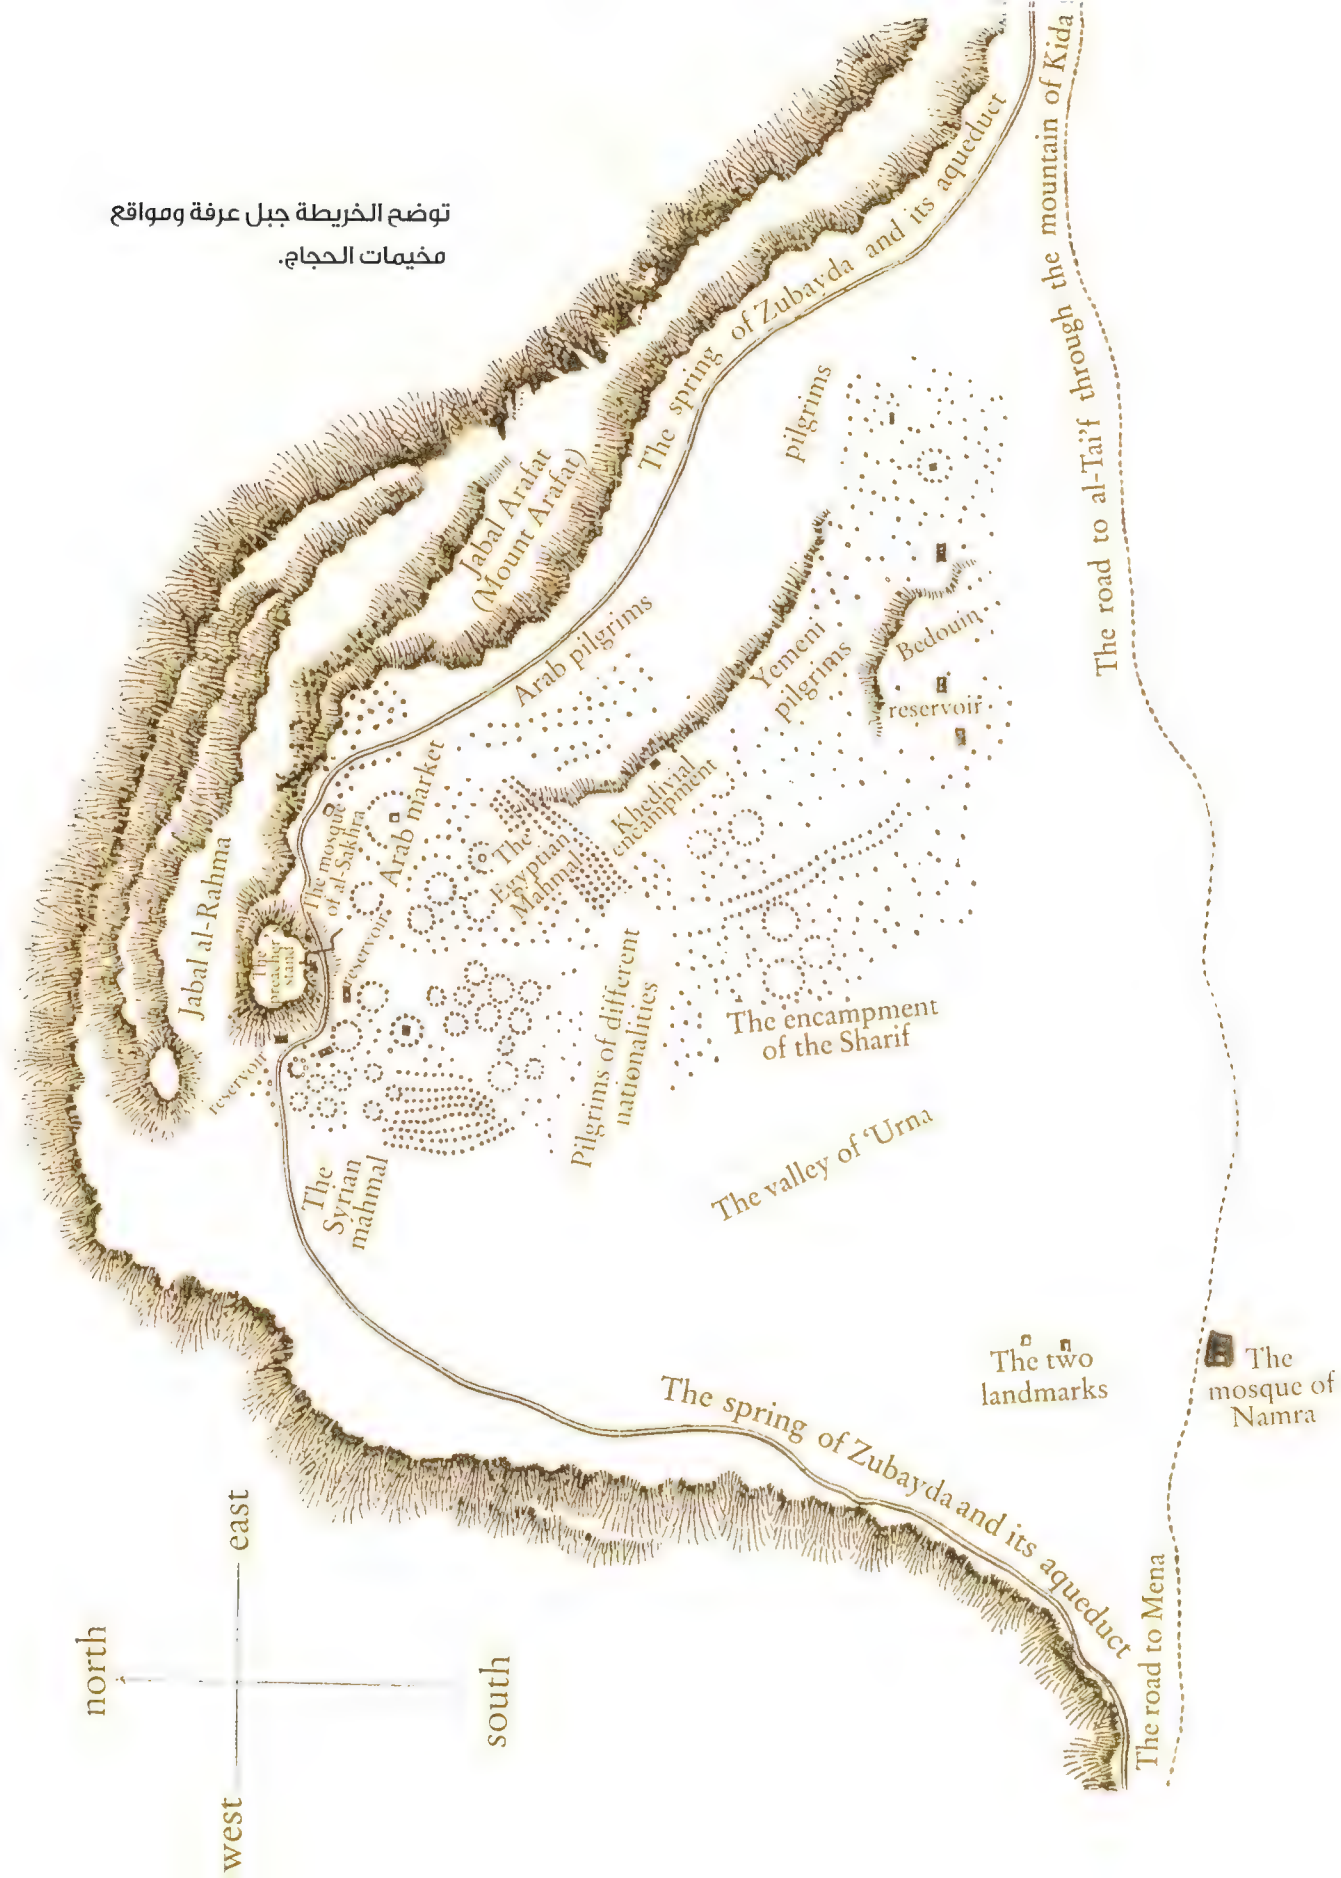 توضح الخريطة جبل عرفة ومواقع
مخيمات الحجاج.
The road to al-Tai'f through the mountain of Kida
The spring of Zubayda and its aqueduct
pilgrims
Jabal Arafat
(Mount Arafat)
Arab pilgrims
Yemeni
pilgrims
Bedouin
reservoir
Khedivial
encampment
Arab market
The mosque
of al-Sakhra
The
Egyptian
Mahmal
Jabal al-Rahma
reservoir
reservoir
Pilgrims of different
nationalities
The encampment
of the Sharif
The valley of 'Urna
The
Syrian
mahmal
The two
landmarks
The
mosque of
Namra
The spring of Zubayda and its aqueduct
The road to Mena
north
east
south
west